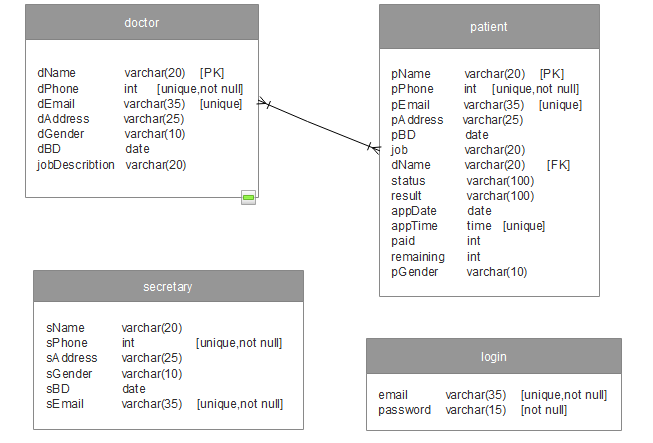 doctor
dName varchar(20) [PK]
dPhone int [unique,not null]
dEmail varchar(35) [unique]
dAddress varchar(25)
dGender varchar(10)
dBD date
jobDescribtion varchar(20)
patient
pName varchar(20) [PK]
pPhone int [unique,not null]
pEmail varchar(35) [unique]
pAddress varchar(25)
pBD date
job varchar(20)
dName varchar(20) [FK]
status varchar(100)
result varchar(100)
appDate date
appTime time [unique]
paid int
remaining int
pGender varchar(10)
secretary
sName varchar(20)
sPhone int [unique,not null]
sAddress varchar(25)
sGender varchar(10)
sBD date
sEmail varchar(35) [unique,not null]
login
email varchar(35) [unique,not null]
password varchar(15) [not null]